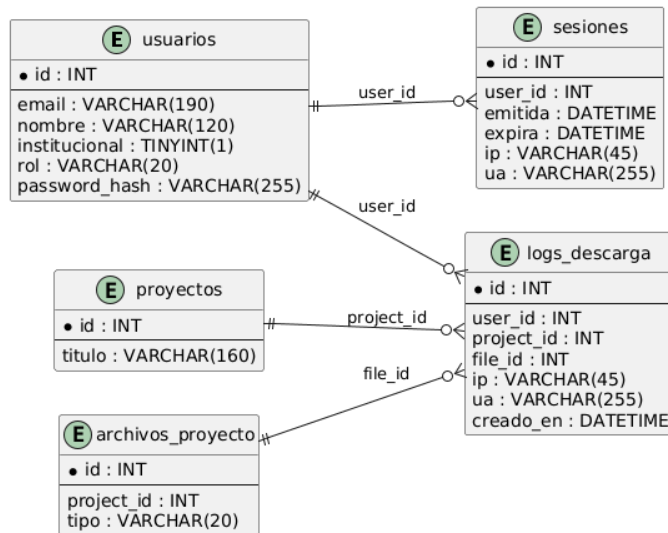 E usuarios
id : INT
email : VARCHAR(190)
nombre : VARCHAR(120)
institucional : TINYINT(1)
rol : VARCHAR(20)
password_hash : VARCHAR(255)
user_id
E sesiones
id : INT
user_id : INT
emitida : DATETIME
expira : DATETIME
ip : VARCHAR(45)
ua : VARCHAR(255)
user_id
E logs_descarga
id : INT
user_id : INT
project_id : INT
file_id : INT
ip : VARCHAR(45)
ua : VARCHAR(255)
creado_en : DATETIME
E proyectos
id : INT
titulo : VARCHAR(160)
project_id
file_id
E archivos_proyecto
id : INT
project_id : INT
tipo : VARCHAR(20)